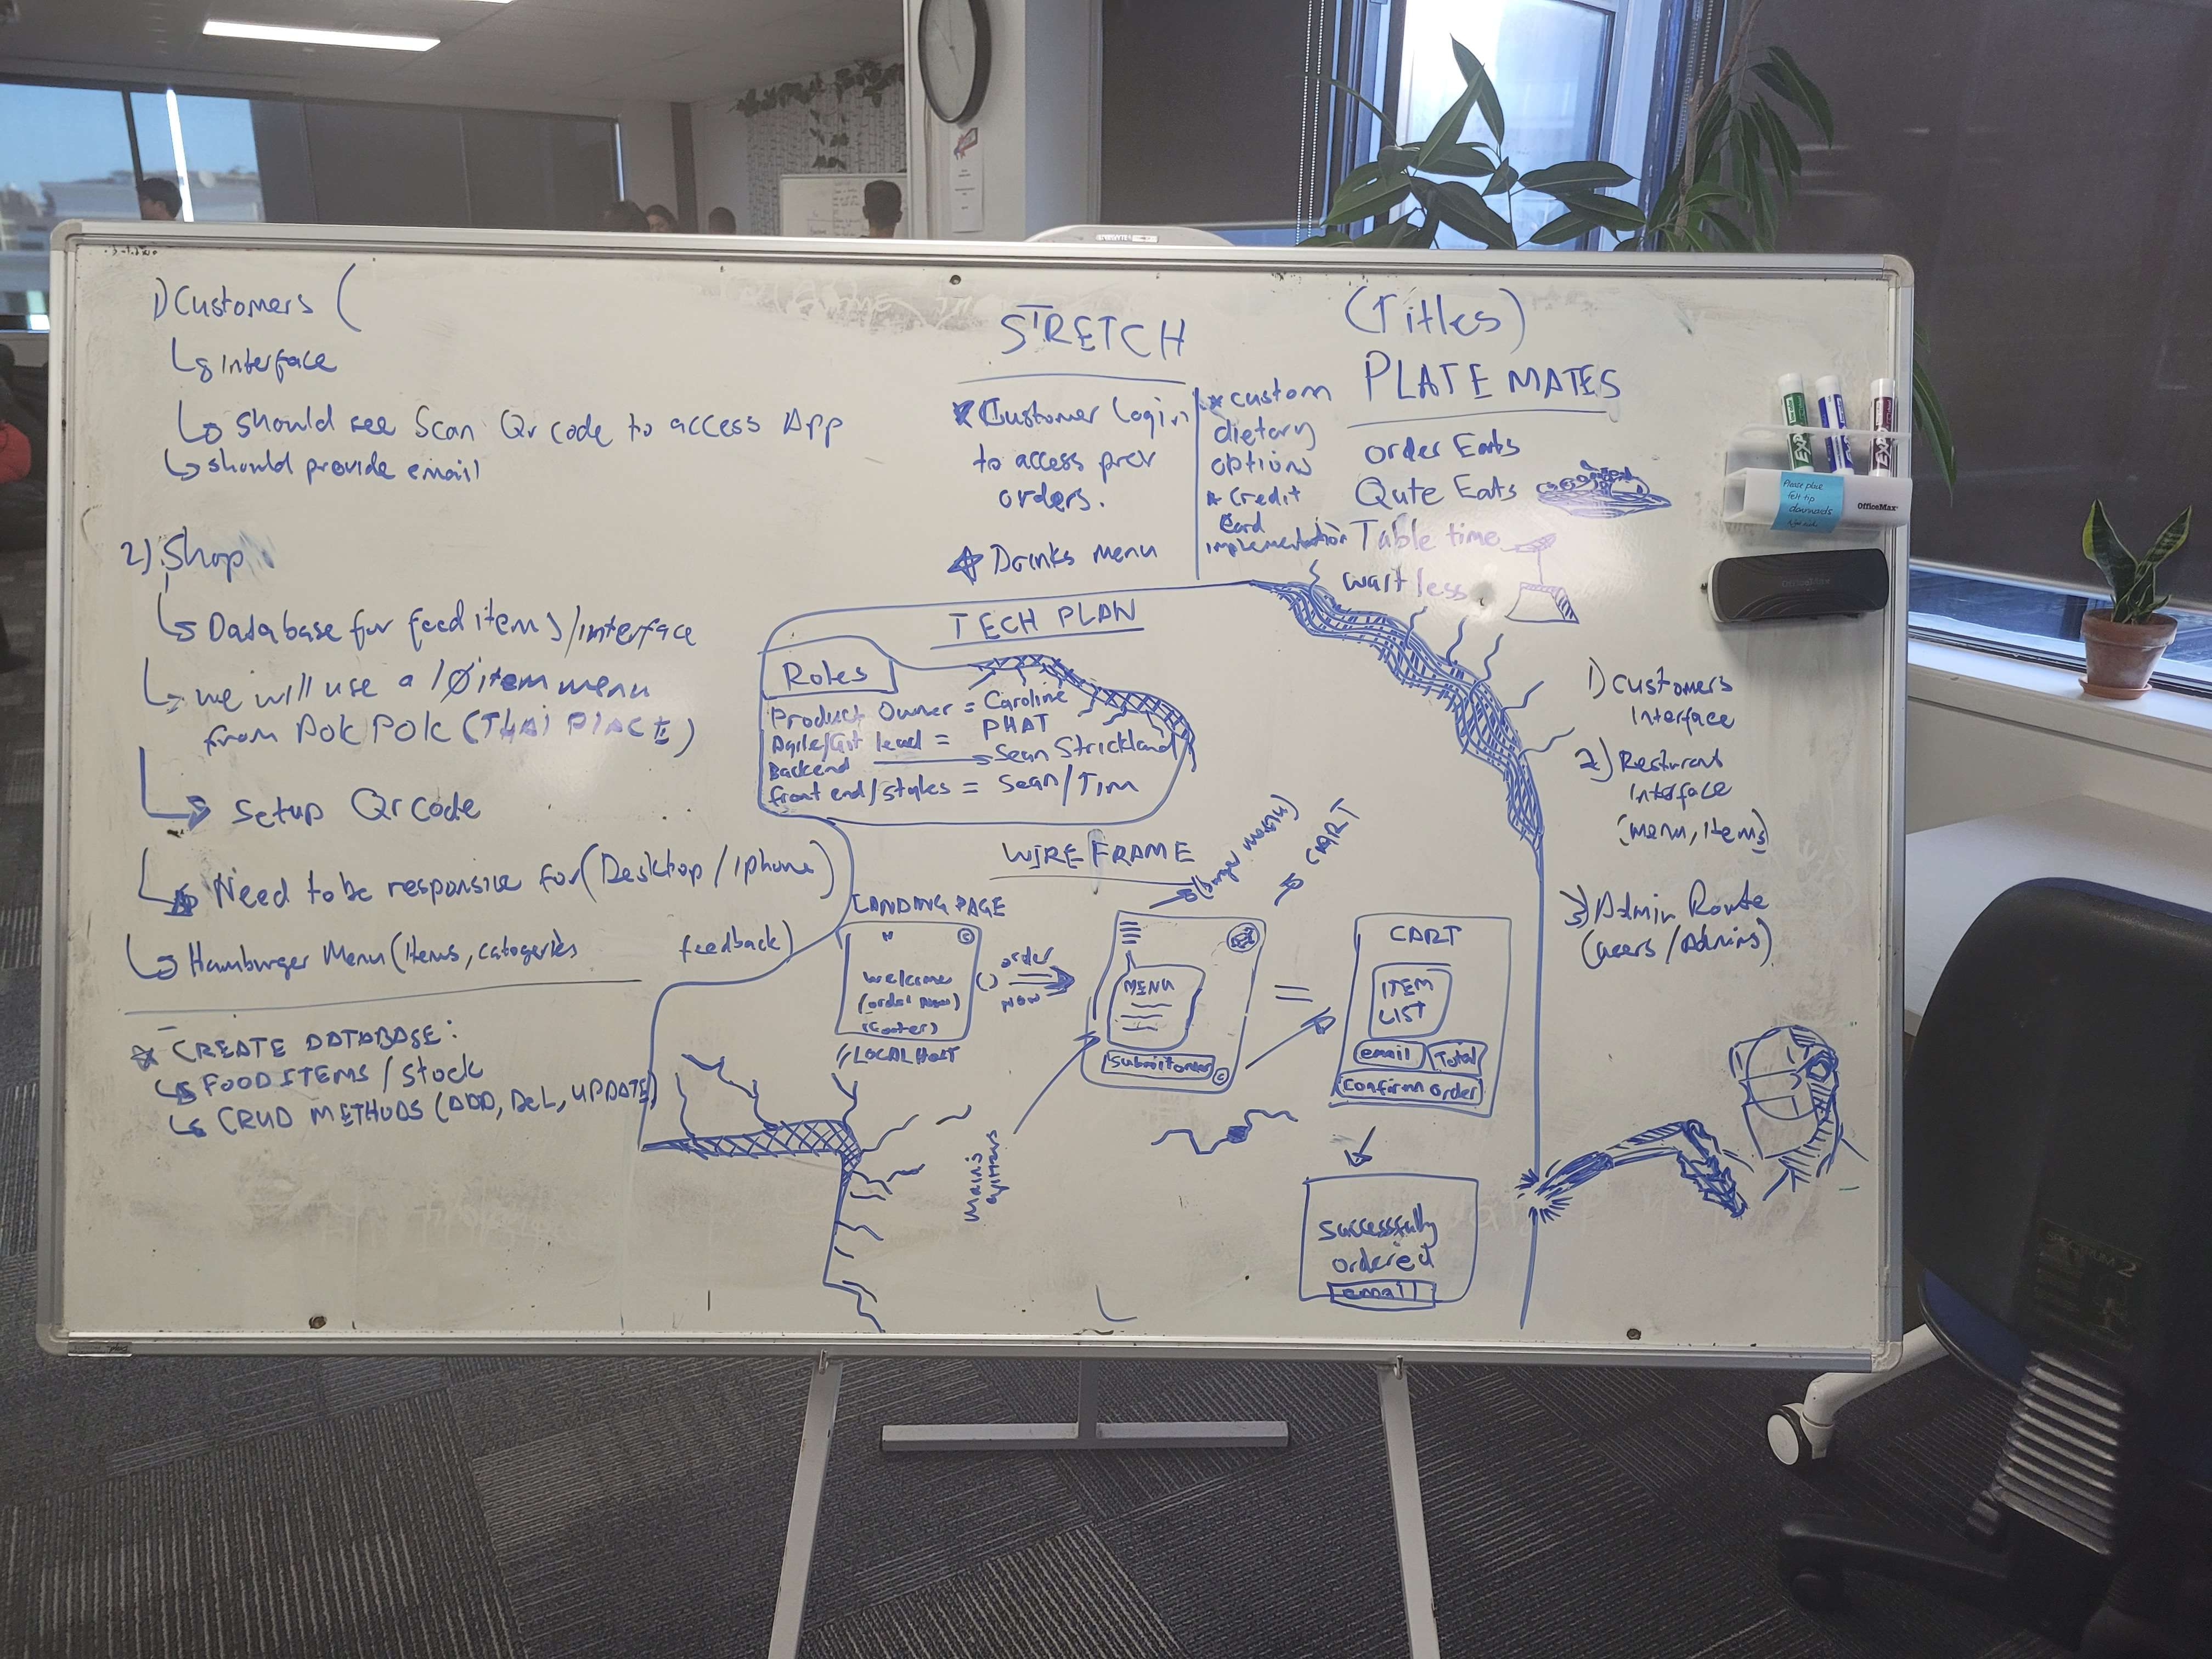 1) Customers (
interface
should see Scan Qr code to access App
should provide email
2) Shop
Database for food items/interface
we will use a 10 item menu
from POK POK (THAI PLACE)
Setup Qr code
Need to be responsive for (Desktop / iphone)
Hamburger Menu (Items, catogeries feedback)
CREATE DATABASE:
FOOD ITEMS / Stock
CRUD METHODS (ADD, DEL, UPDATE)
STRETCH
Customer Login
to access prev
orders.
Drinks menu
* custom
dietary
options
* Credit
Card
implementation
(Titles)
PLATE MATES
order Eats
Qute Eats
Table time
wait less
TECH PLAN
Roles
Product Owner = Caroline
PHAT
Agile/Git lead =
Backend Sean Strickland
front end/styles = Sean/Tim
WIRE FRAME
CART
LANDING PAGE
welcome
(order now)
(footer)
//LOCAL HOST
order
now
MENU
submit order
CART
ITEM
LIST
email
Total
Confirm order
successfully
ordered
email
1) customers
interface
2) Resturant
interface
(menu, items)
3) Admin Route
(users / Admins)
EXPO
EXPO
EXPO
Please place
felt tip
downwards
OfficeMax
OfficeMax